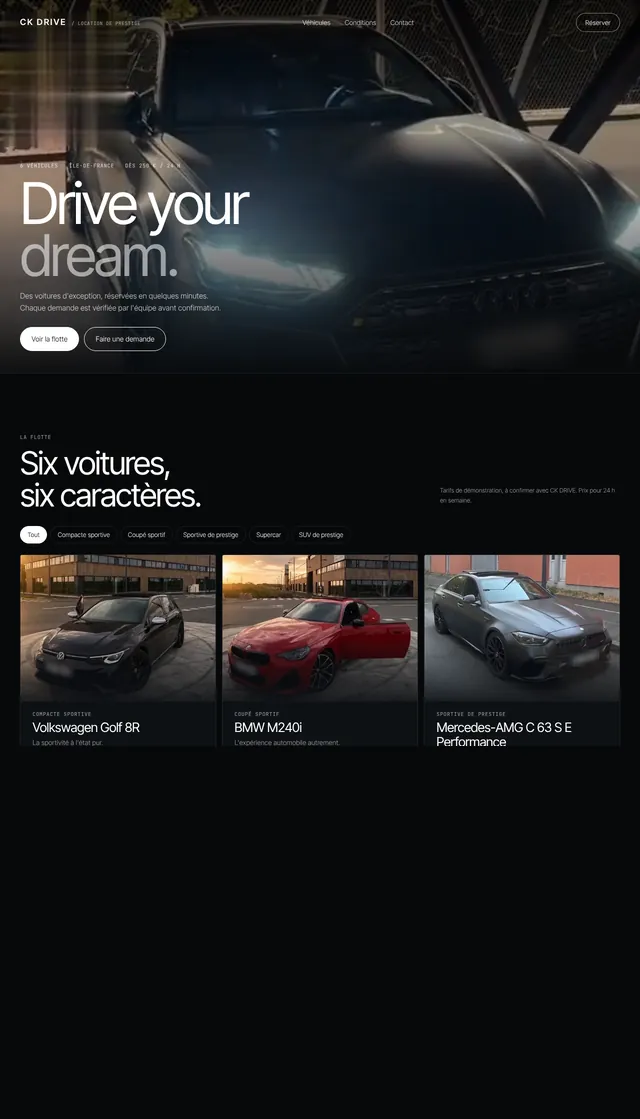 CK DRIVE / LOCATION DE PRESTIGE
Véhicules Conditions Contact
Réserver
6 VÉHICULES ÎLE-DE-FRANCE DÈS 250 € / 24 H
Drive your
dream.
Des voitures d'exception, réservées en quelques minutes.
Chaque demande est vérifiée par l'équipe avant confirmation.
Voir la flotte Faire une demande
LA FLOTTE
Six voitures,
six caractères.
Tarifs de démonstration, à confirmer avec CK DRIVE. Prix pour 24 h
en semaine.
Tout Compacte sportive Coupé sportif Sportive de prestige Supercar SUV de prestige
COMPACTE SPORTIVE
Volkswagen Golf 8R
La sportivité à l'état pur.
COUPÉ SPORTIF
BMW M240i
L'expérience automobile autrement.
SPORTIVE DE PRESTIGE
Mercedes-AMG C 63 S E
Performance